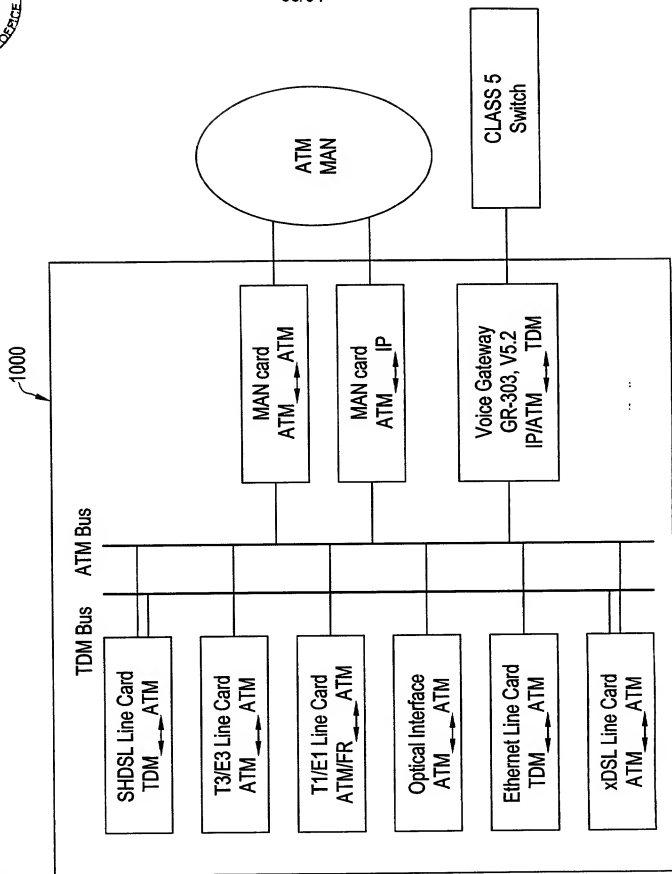 OFFICE
1000
TDM Bus
ATM Bus
SHDSL Line Card
TDM ATM
T3/E3 Line Card
ATM ATM
T1/E1 Line Card
ATM/FR ATM
Optical Interface
ATM ATM
Ethernet Line Card
TDM ATM
xDSL Line Card
ATM ATM
MAN card
ATM ATM
MAN card
ATM IP
Voice Gateway
GR-303, V5.2
IP/ATM TDM
ATM
MAN
CLASS 5
Switch